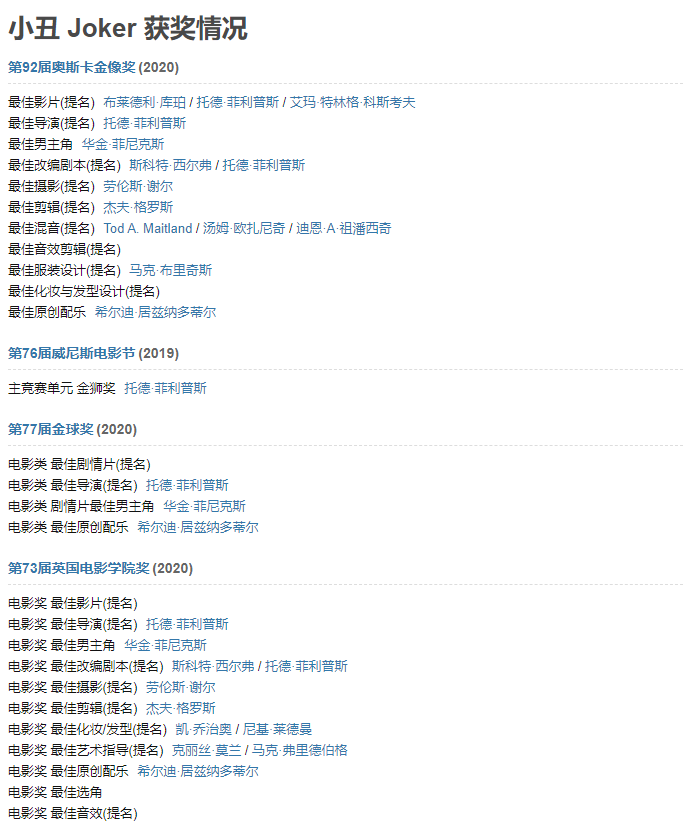 小丑 Joker 获奖情况
第92届奥斯卡金像奖 (2020)
最佳影片(提名) 布莱德利·库珀 / 托德·菲利普斯 / 艾玛·特林格·科斯考夫
最佳导演(提名) 托德·菲利普斯
最佳男主角 华金·菲尼克斯
最佳改编剧本(提名) 斯科特·西尔弗 / 托德·菲利普斯
最佳摄影(提名) 劳伦斯·谢尔
最佳剪辑(提名) 杰夫·格罗斯
最佳混音(提名) Tod A. Maitland / 汤姆·欧扎尼奇 / 迪恩·A·祖潘西奇
最佳音效剪辑(提名)
最佳服装设计(提名) 马克·布里奇斯
最佳化妆与发型设计(提名)
最佳原创配乐 希尔迪·居兹纳多蒂尔
第76届威尼斯电影节 (2019)
主竞赛单元 金狮奖 托德·菲利普斯
第77届金球奖 (2020)
电影类 最佳剧情片(提名)
电影类 最佳导演(提名) 托德·菲利普斯
电影类 剧情片最佳男主角 华金·菲尼克斯
电影类 最佳原创配乐 希尔迪·居兹纳多蒂尔
第73届英国电影学院奖 (2020)
电影奖 最佳影片(提名)
电影奖 最佳导演(提名) 托德·菲利普斯
电影奖 最佳男主角 华金·菲尼克斯
电影奖 最佳改编剧本(提名) 斯科特·西尔弗 / 托德·菲利普斯
电影奖 最佳摄影(提名) 劳伦斯·谢尔
电影奖 最佳剪辑(提名) 杰夫·格罗斯
电影奖 最佳化妆/发型(提名) 凯·乔治奥 / 尼基·莱德曼
电影奖 最佳艺术指导(提名) 克丽丝·莫兰 / 马克·弗里德伯格
电影奖 最佳原创配乐 希尔迪·居兹纳多蒂尔
电影奖 最佳选角
电影奖 最佳音效(提名)